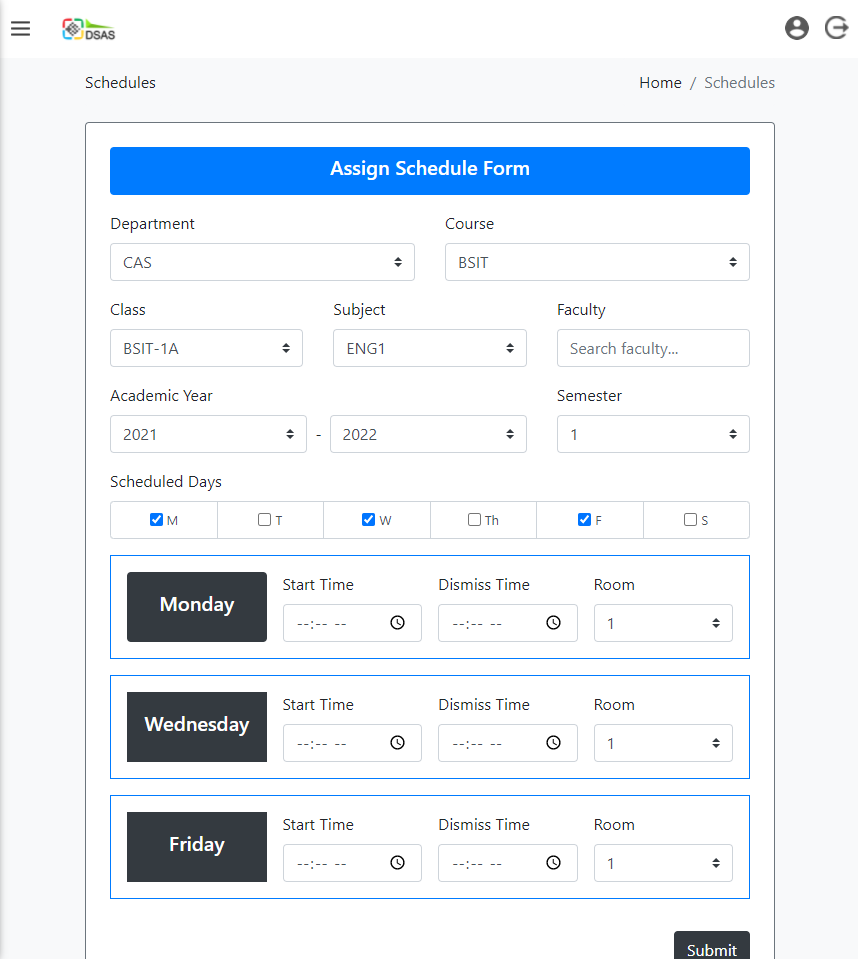 DSAS
Schedules
Home / Schedules
Assign Schedule Form
Department Course
CAS BSIT
Class Subject Faculty
BSIT-1A ENG1 Search faculty...
Academic Year Semester
2021 - 2022 1
Scheduled Days
M T W Th F S
Monday Start Time Dismiss Time Room
--:-- -- --:-- -- 1
Wednesday Start Time Dismiss Time Room
--:-- -- --:-- -- 1
Friday Start Time Dismiss Time Room
--:-- -- --:-- -- 1
Submit